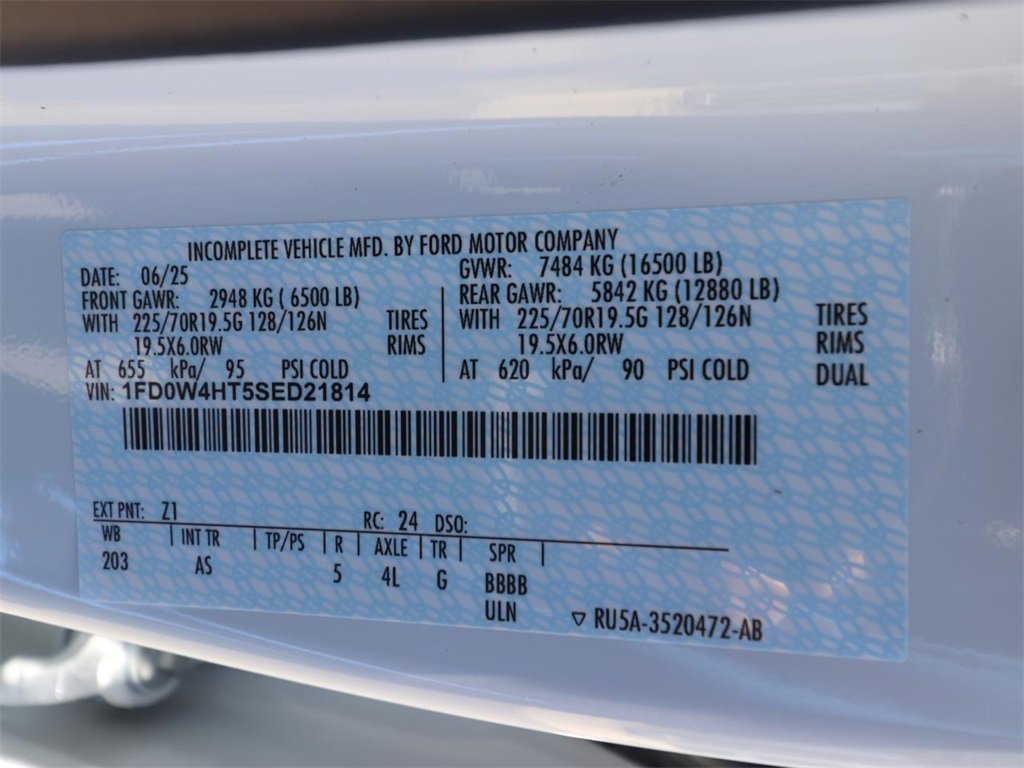 INCOMPLETE VEHICLE MFD. BY FORD MOTOR COMPANY
DATE: 06/25 GVWR: 7484 KG (16500 LB)
FRONT GAWR: 2948 KG ( 6500 LB) REAR GAWR: 5842 KG (12880 LB)
WITH 225/70R19.5G 128/126N TIRES WITH 225/70R19.5G 128/126N TIRES
19.5X6.0RW RIMS 19.5X6.0RW RIMS
AT 655 kPa/ 95 PSI COLD AT 620 kPa/ 90 PSI COLD DUAL
VIN: 1FD0W4HT5SED21814
EXT PNT: Z1 RC: 24 DSO:
WB INT TR TP/PS R AXLE TR SPR
203 AS 5 4L G BBBB
ULN RU5A-3520472-AB